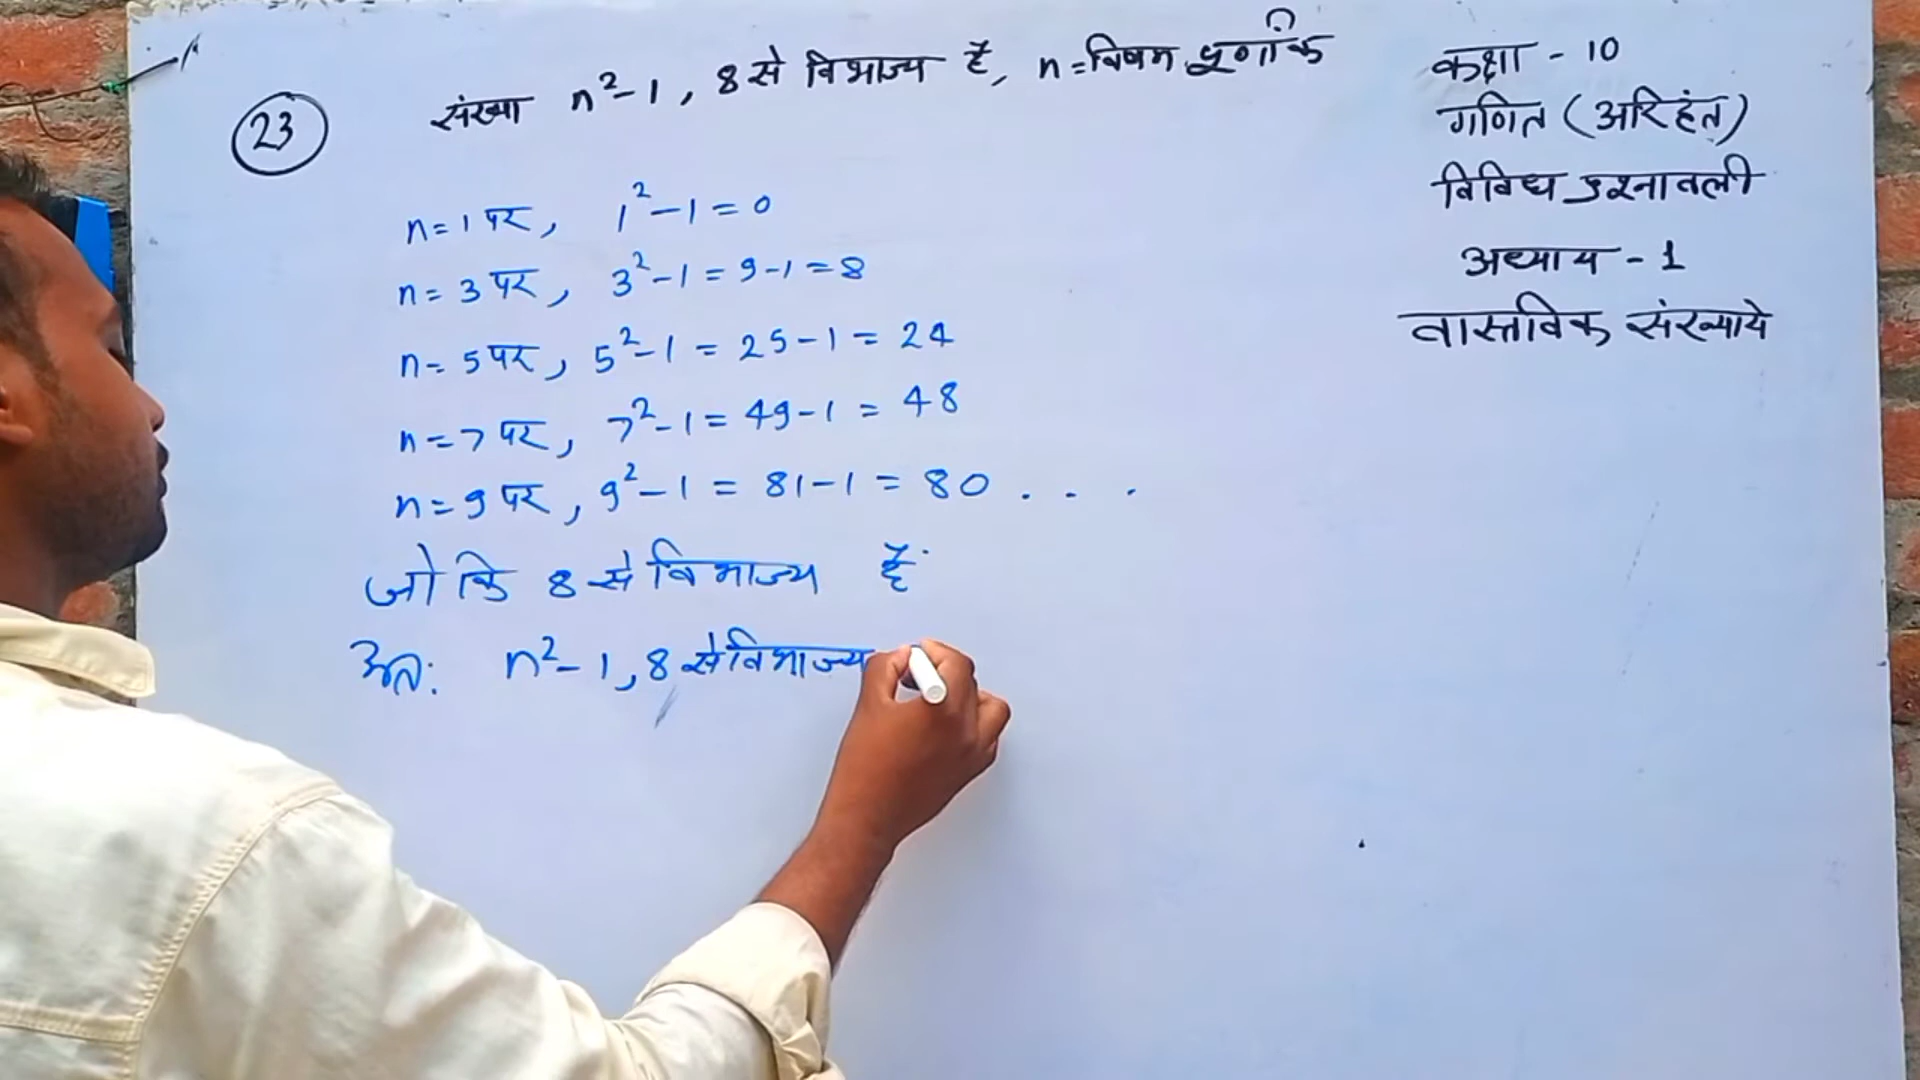 23 संख्या n²-1, 8 से विभाज्य है, n=विषम पूर्णांक
n=1 पर, 1²-1=0
n=3 पर, 3²-1=9-1=8
n=5 पर, 5²-1=25-1=24
n=7 पर, 7²-1=49-1=48
n=9 पर, 9²-1=81-1=80 . . .
जो कि 8 से विभाज्य हैं
अतः n²-1, 8 से विभाज्य
कक्षा - 10
गणित (अरिहंत)
विविध प्रश्नावली
अध्याय - 1
वास्तविक संख्याये